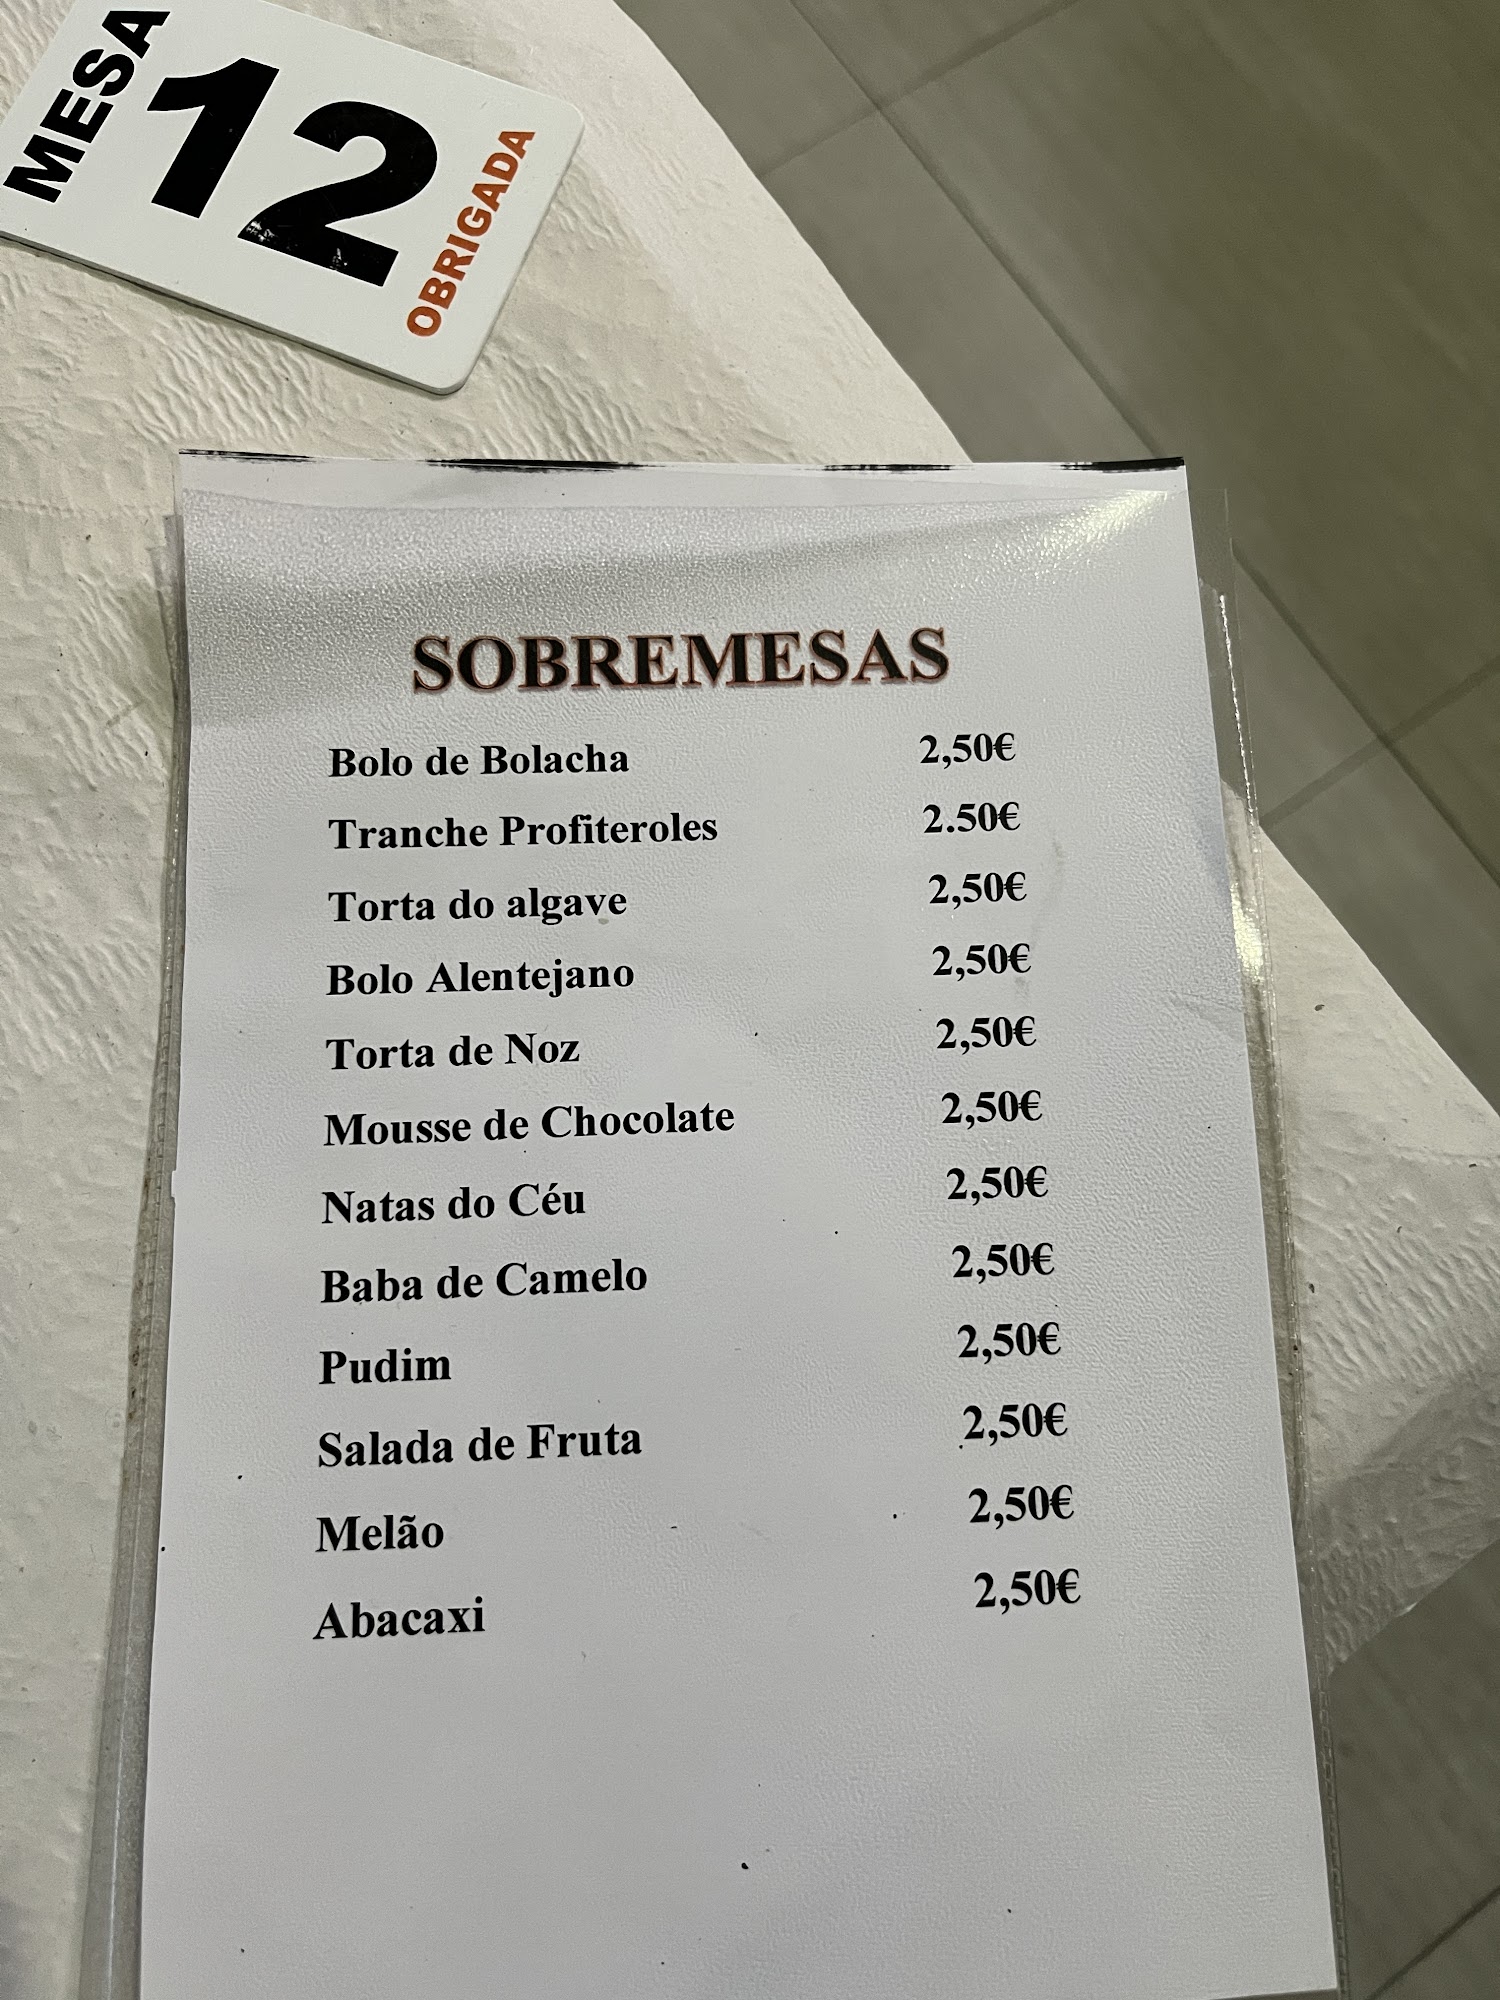 MESA
12
OBRIGADA
SOBREMESAS
Bolo de Bolacha 2,50€
Tranche Profiteroles 2.50€
Torta do algave 2,50€
Bolo Alentejano 2,50€
Torta de Noz 2,50€
Mousse de Chocolate 2,50€
Natas do Céu 2,50€
Baba de Camelo 2,50€
Pudim 2,50€
Salada de Fruta 2,50€
Melão 2,50€
Abacaxi 2,50€